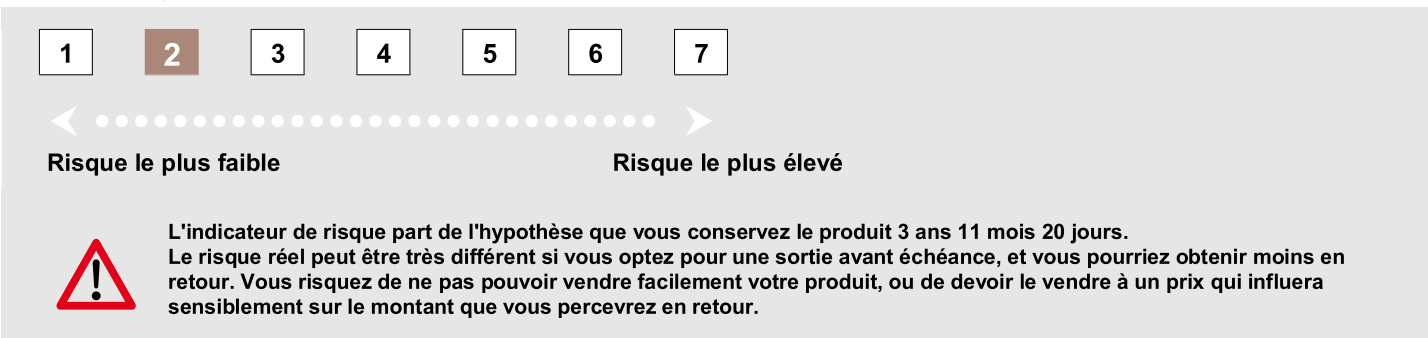 1 2 3 4 5 6 7
Risque le plus faible Risque le plus élevé
L'indicateur de risque part de l'hypothèse que vous conservez le produit 3 ans 11 mois 20 jours.
Le risque réel peut être très différent si vous optez pour une sortie avant échéance, et vous pourriez obtenir moins en
retour. Vous risquez de ne pas pouvoir vendre facilement votre produit, ou de devoir le vendre à un prix qui influera
sensiblement sur le montant que vous percevrez en retour.